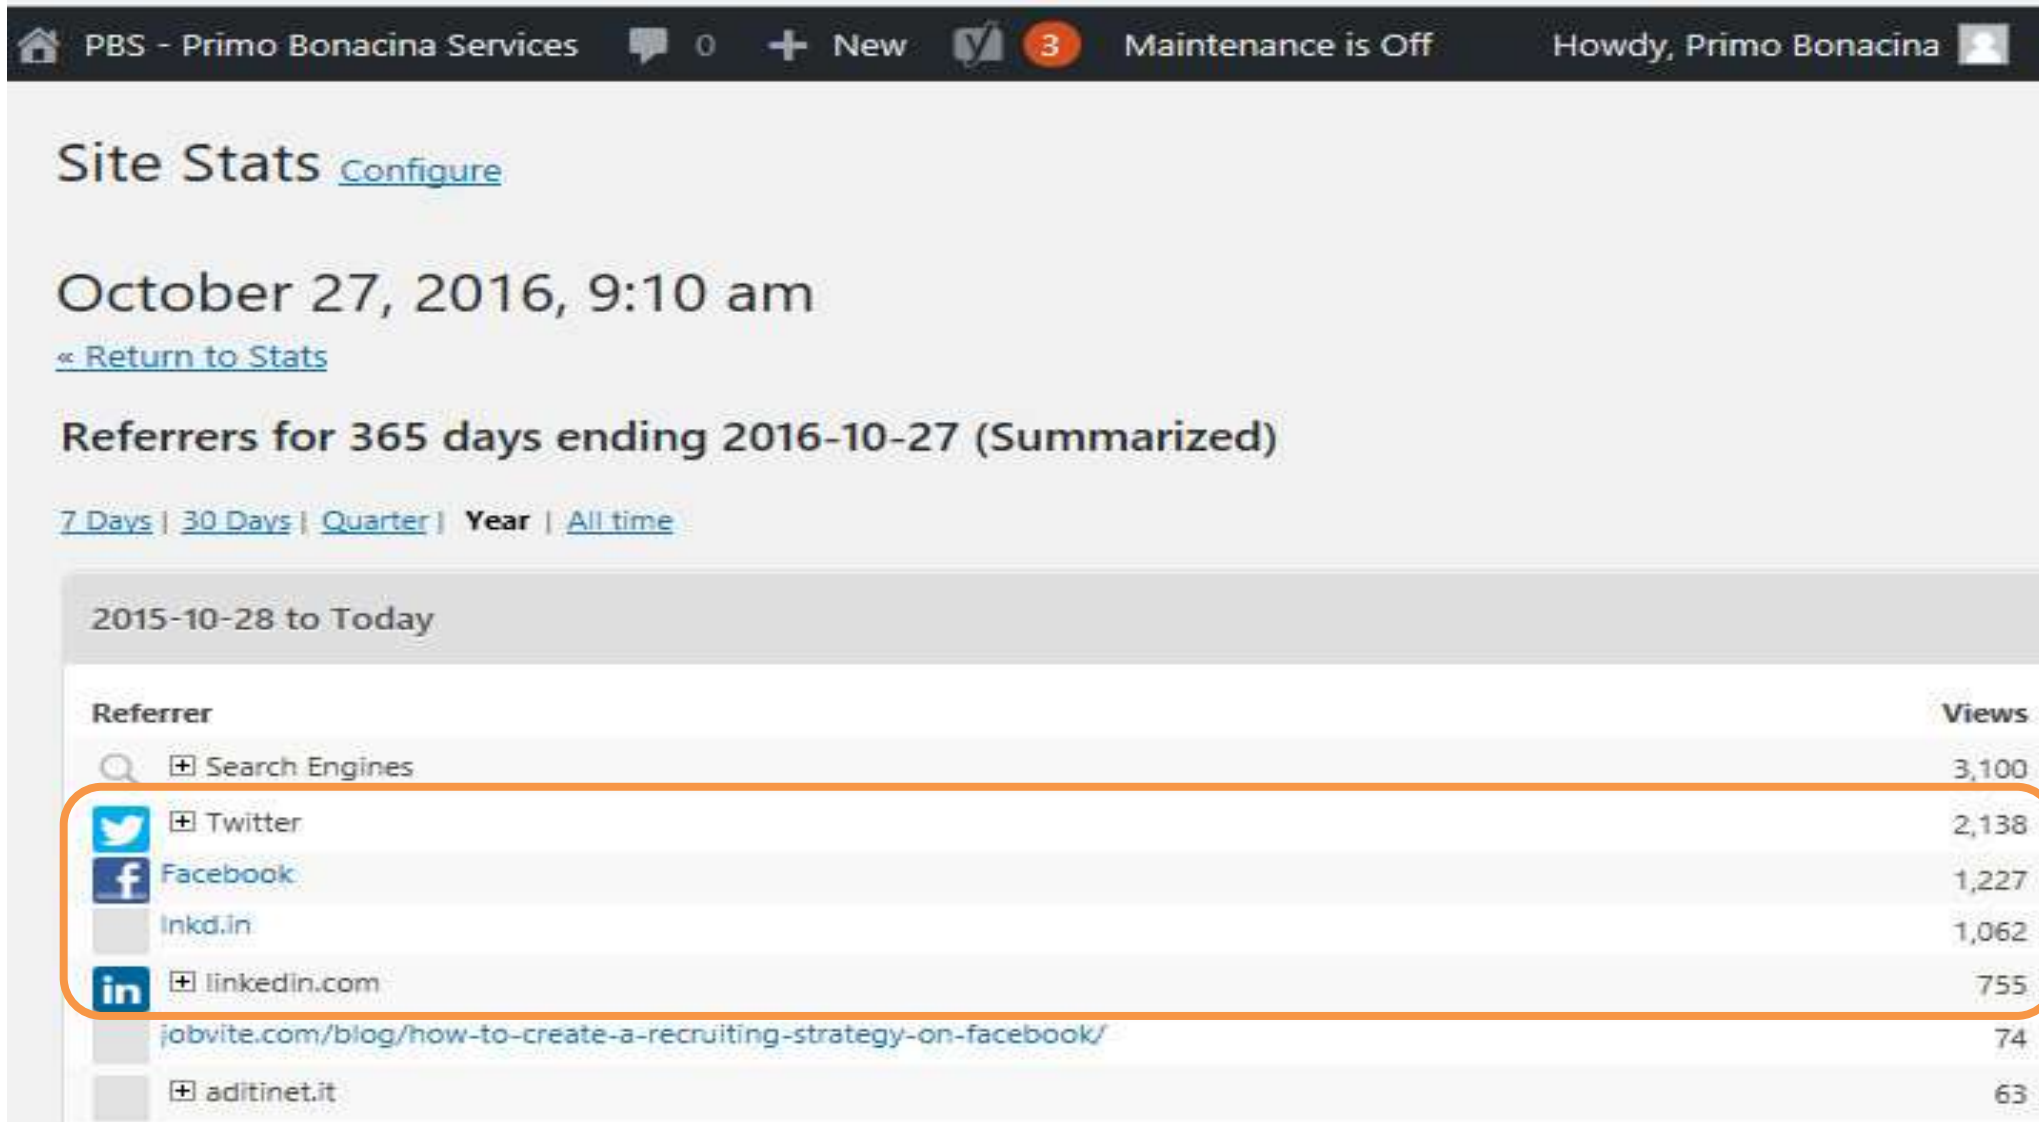 PBS - Primo Bonacina Services 0 + New 3 Maintenance is Off Howdy, Primo Bonacina
Site Stats Configure
October 27, 2016, 9:10 am
« Return to Stats
Referrers for 365 days ending 2016-10-27 (Summarized)
7 Days | 30 Days | Quarter | Year | All time
2015-10-28 to Today
Referrer Views
Search Engines 3,100
Twitter 2,138
Facebook 1,227
lnkd.in 1,062
in linkedin.com 755
jobvite.com/blog/how-to-create-a-recruiting-strategy-on-facebook/ 74
aditinet.it 63